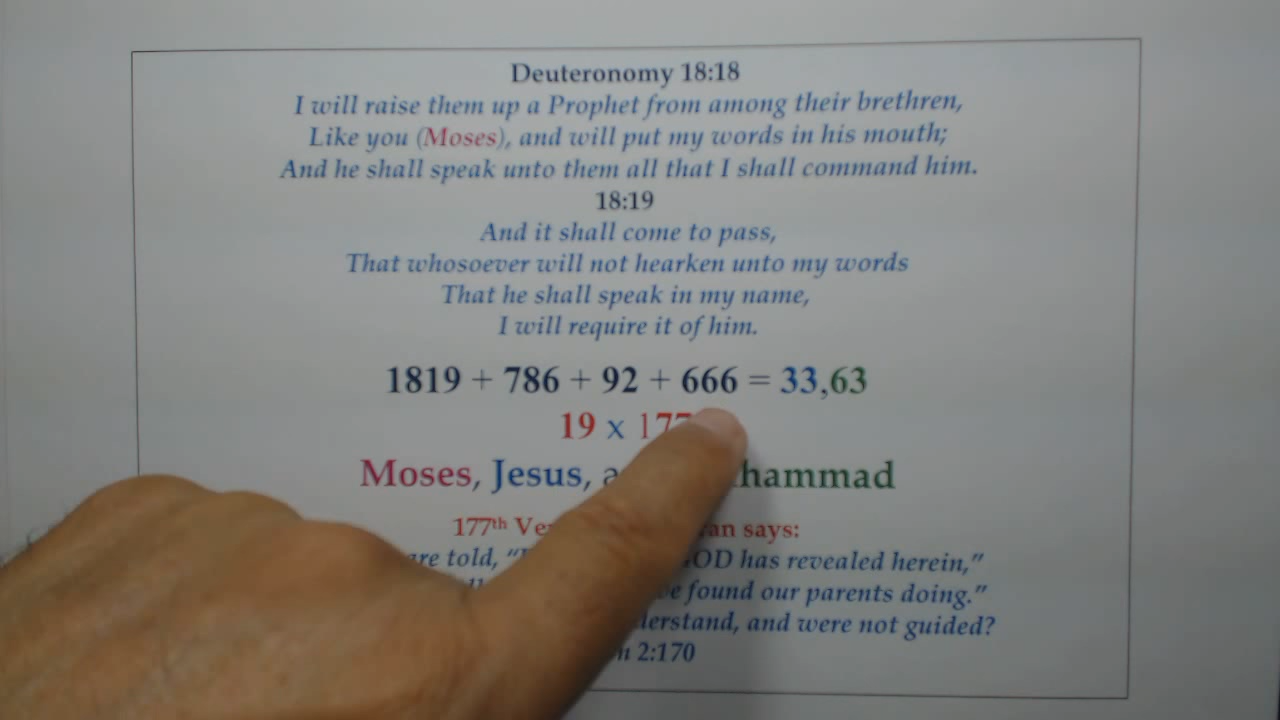 Deuteronomy 18:18
I will raise them up a Prophet from among their brethren,
Like you (Moses), and will put my words in his mouth;
And he shall speak unto them all that I shall command him.
18:19
And it shall come to pass,
That whosoever will not hearken unto my words
That he shall speak in my name,
I will require it of him.
1819 + 786 + 92 + 666 = 33,63
19 x 177
Moses, Jesus, hammad
177th says:
are told, “ GOD has revealed herein,”
found our parents doing.”
and were not guided?
2:170